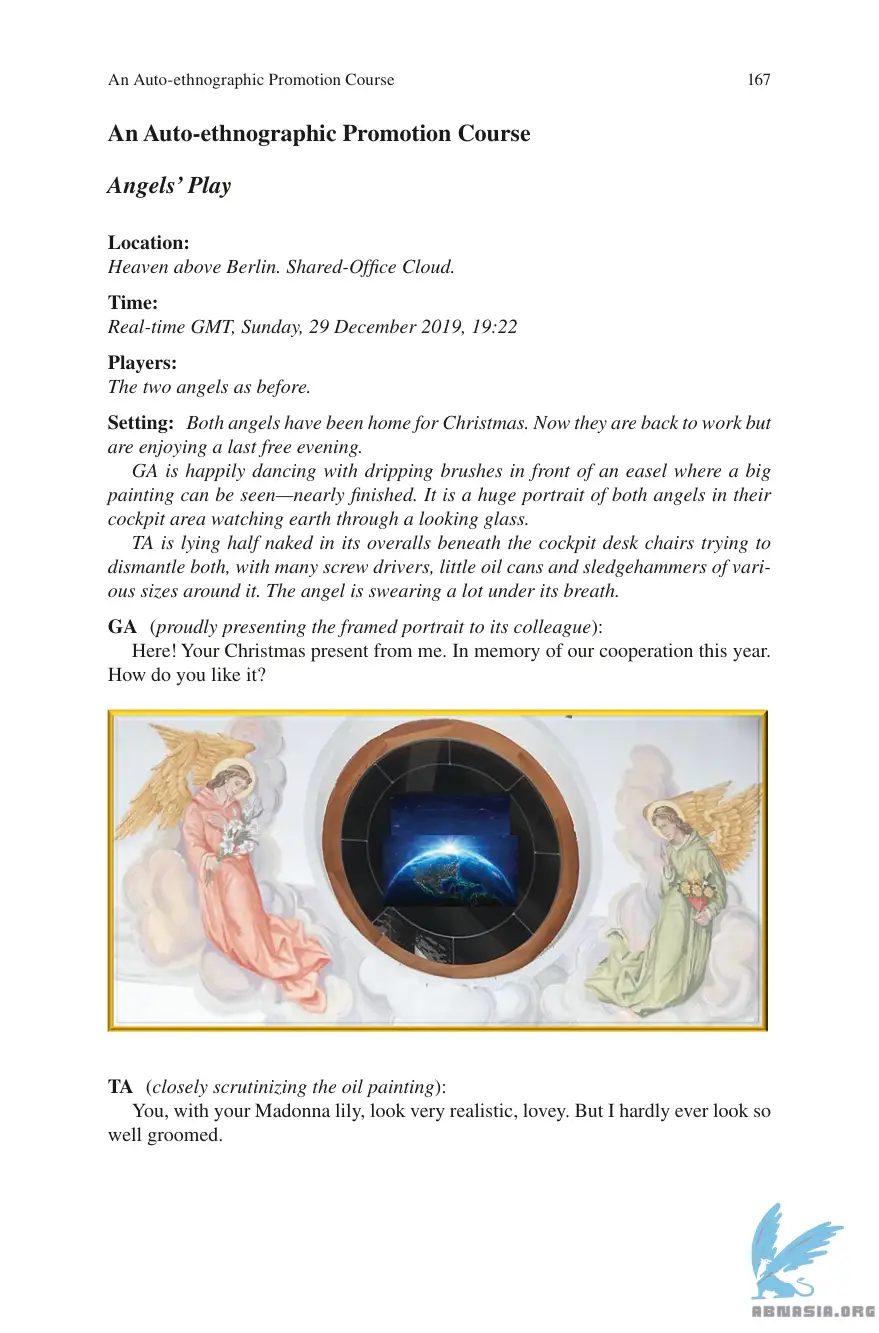 An Auto-ethnographic Promotion Course 167
An Auto-ethnographic Promotion Course
Angels’ Play
Location:
Heaven above Berlin. Shared-Office Cloud.
Time:
Real-time GMT, Sunday, 29 December 2019, 19:22
Players:
The two angels as before.
Setting: Both angels have been home for Christmas. Now they are back to work but
are enjoying a last free evening.
GA is happily dancing with dripping brushes in front of an easel where a big
painting can be seen—nearly finished. It is a huge portrait of both angels in their
cockpit area watching earth through a looking glass.
TA is lying half naked in its overalls beneath the cockpit desk chairs trying to
dismantle both, with many screw drivers, little oil cans and sledgehammers of vari-
ous sizes around it. The angel is swearing a lot under its breath.
GA (proudly presenting the framed portrait to its colleague):
Here! Your Christmas present from me. In memory of our cooperation this year.
How do you like it?
TA (closely scrutinizing the oil painting):
You, with your Madonna lily, look very realistic, lovey. But I hardly ever look so
well groomed.
ABNASIA.ORG